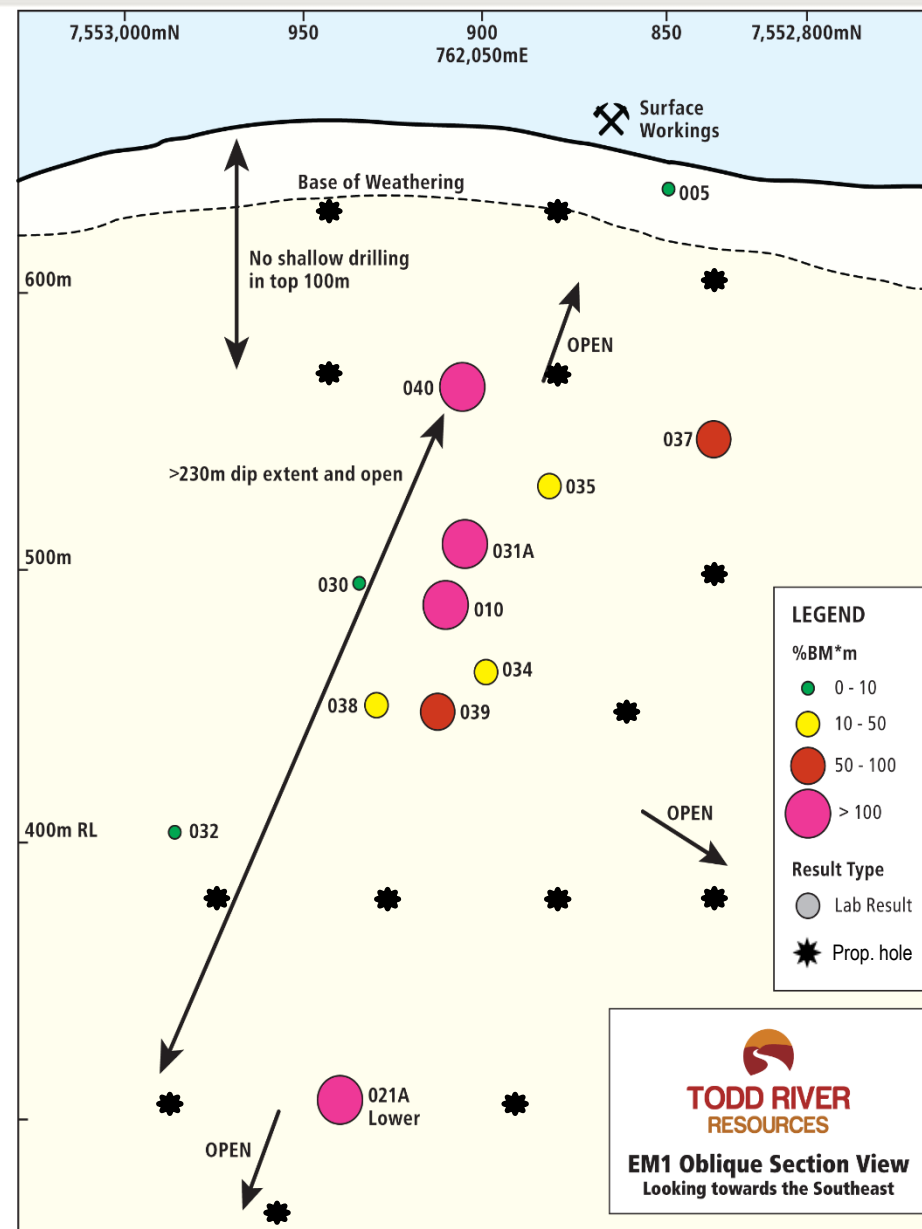 7,553,000mN
950
900
850
7,552,800mN
762,050mE
Surface
Workings
Base of Weathering
005
No shallow drilling
in top 100m
600m
OPEN
040
037
>230m dip extent and open
035
031A
500m
030
010
034
038
039
400m RL
032
OPEN
021A
Lower
OPEN
LEGEND
%BM*m
0 - 10
10 - 50
50 - 100
> 100
Result Type
Lab Result
Prop. hole
TODD RIVER
RESOURCES
EM1 Oblique Section View
Looking towards the Southeast